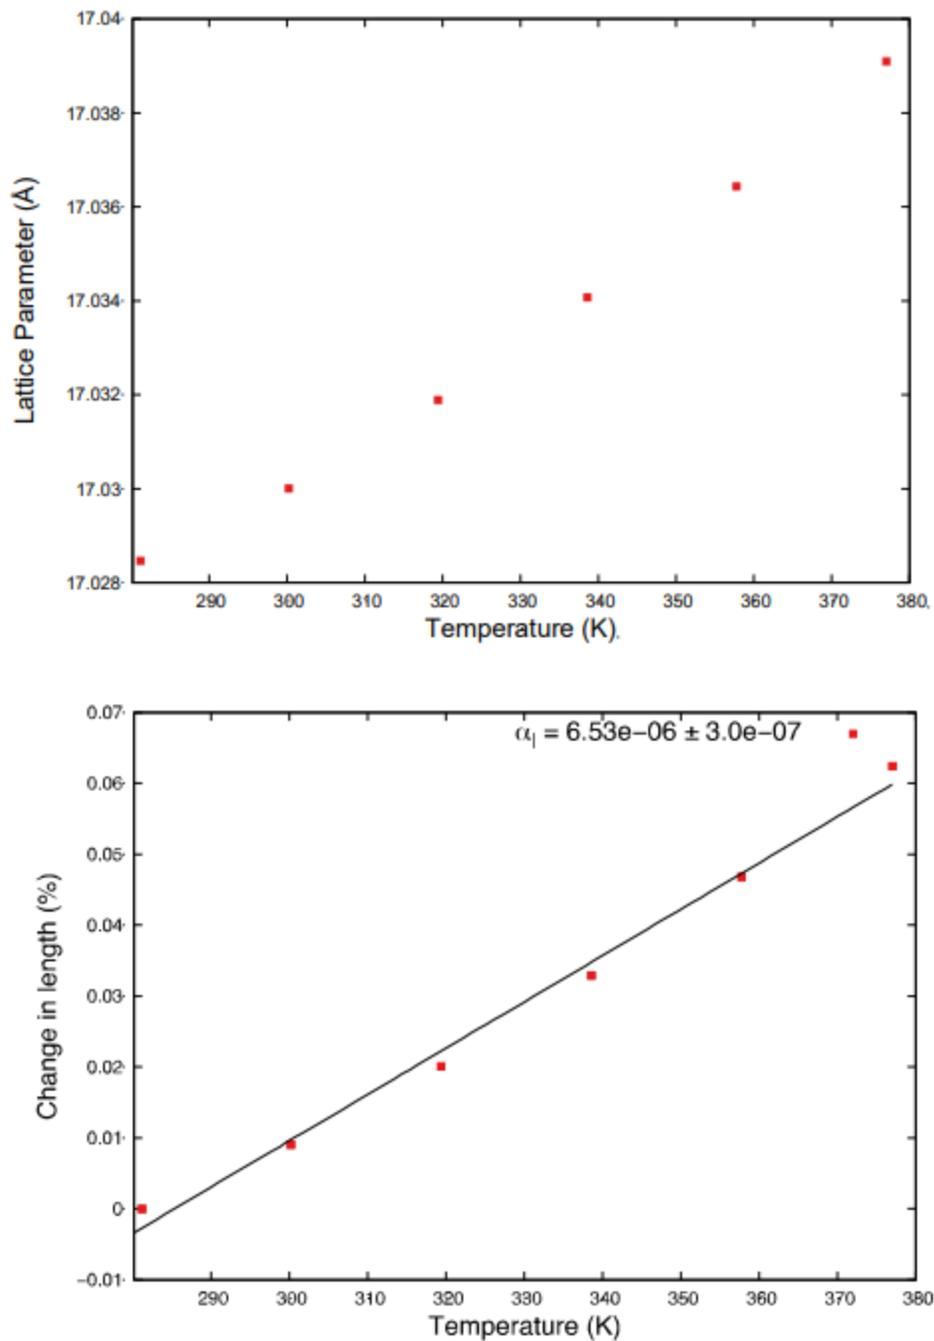 17.04
17.038
17.036
17.034
17.032
17.03
17.028
Lattice Parameter (Å)
290 300 310 320 330 340 350 360 370 380
Temperature (K)
α_l = 6.53e−06 ± 3.0e−07
0.07
0.06
0.05
0.04
0.03
0.02
0.01
0
−0.01
Change in length (%)
290 300 310 320 330 340 350 360 370 380
Temperature (K)